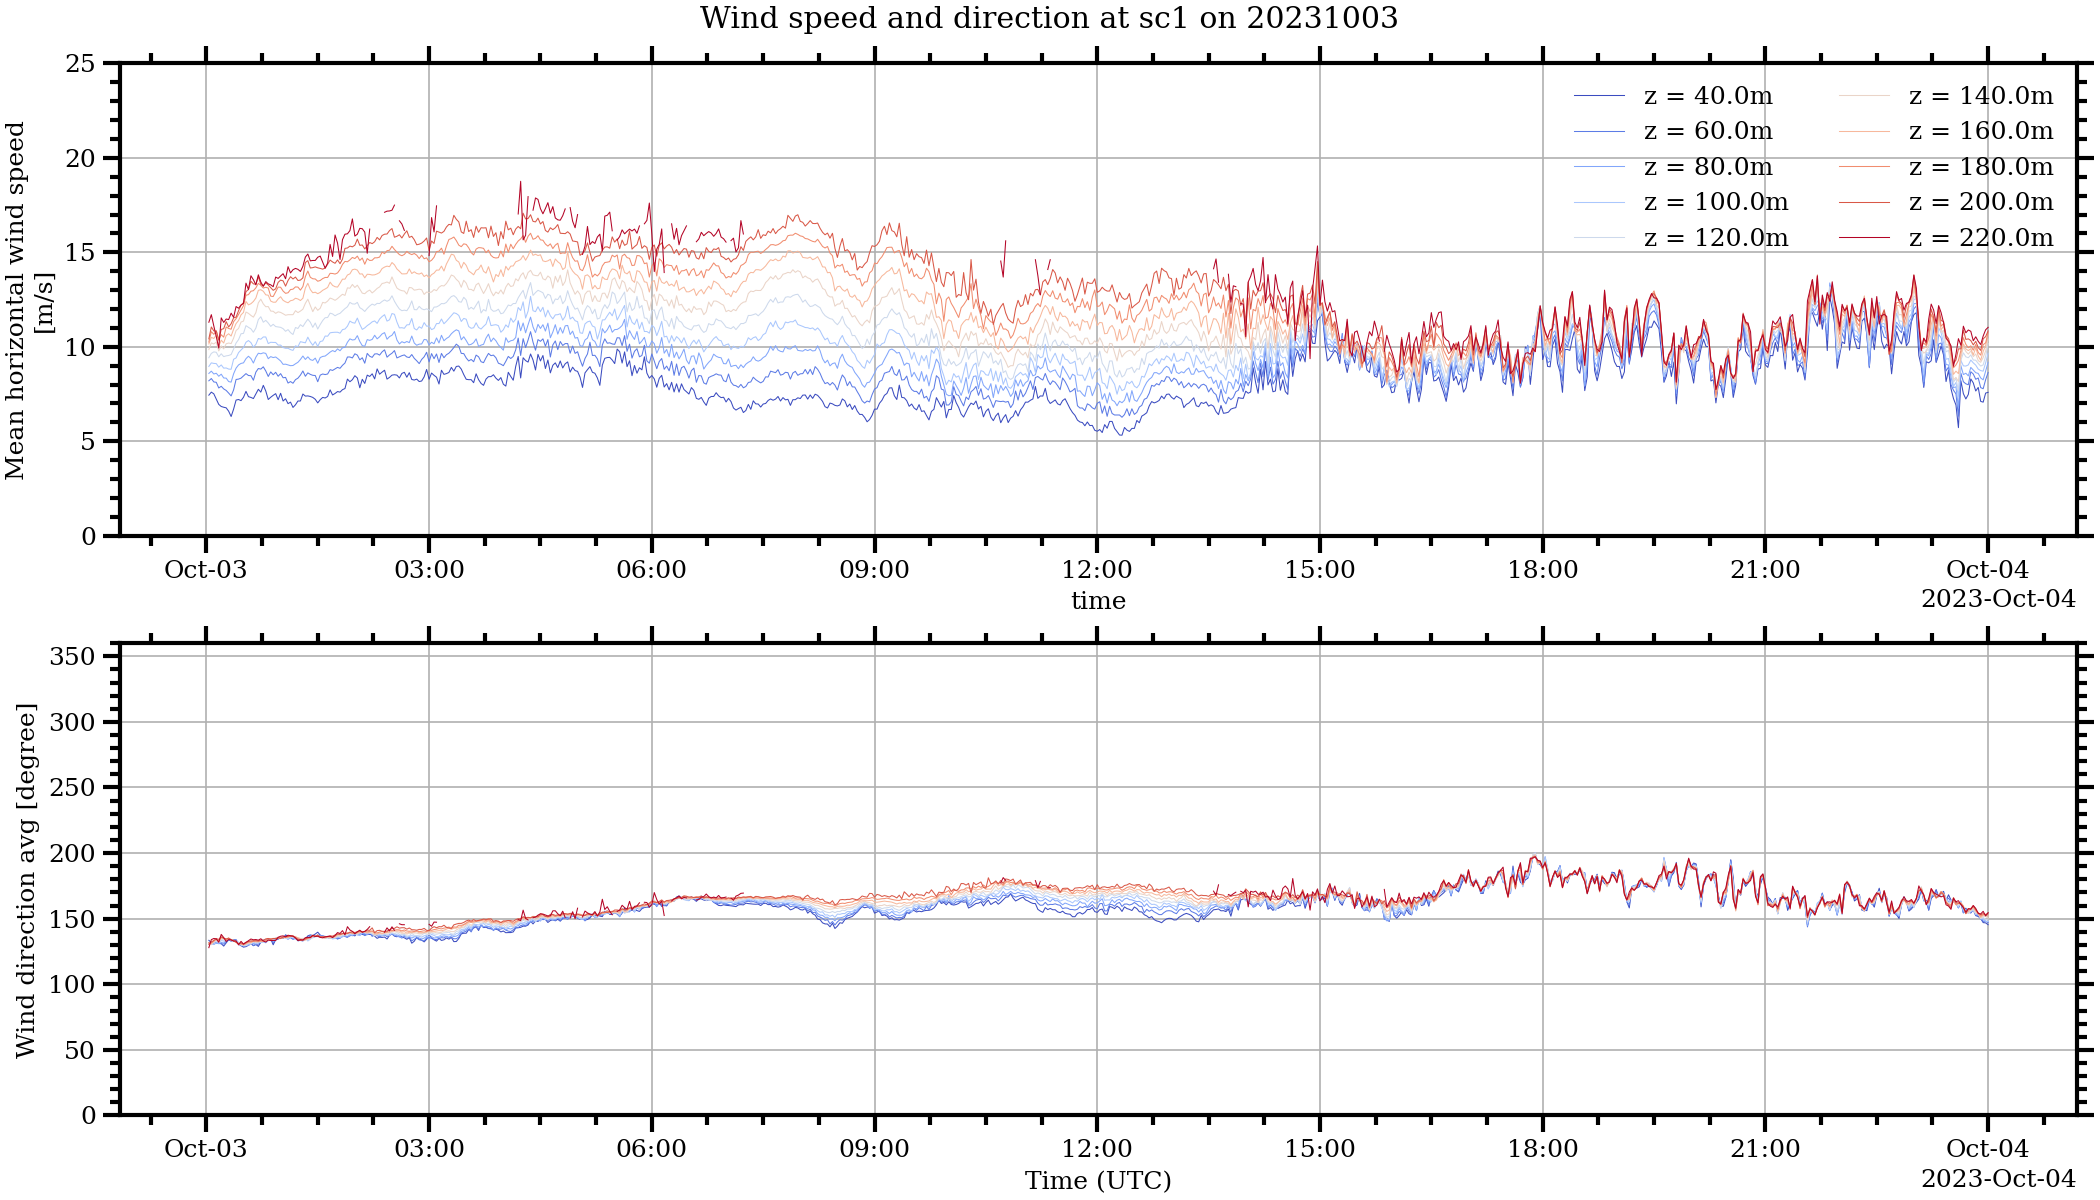 Wind speed and direction at sc1 on 20231003
Mean horizontal wind speed
[m/s]
25
20
15
10
5
0
z = 40.0m
z = 60.0m
z = 80.0m
z = 100.0m
z = 120.0m
z = 140.0m
z = 160.0m
z = 180.0m
z = 200.0m
z = 220.0m
Oct-03 03:00 06:00 09:00 12:00 15:00 18:00 21:00 Oct-04
time
2023-Oct-04
Wind direction avg [degree]
350
300
250
200
150
100
50
0
Oct-03 03:00 06:00 09:00 12:00 15:00 18:00 21:00 Oct-04
Time (UTC)
2023-Oct-04